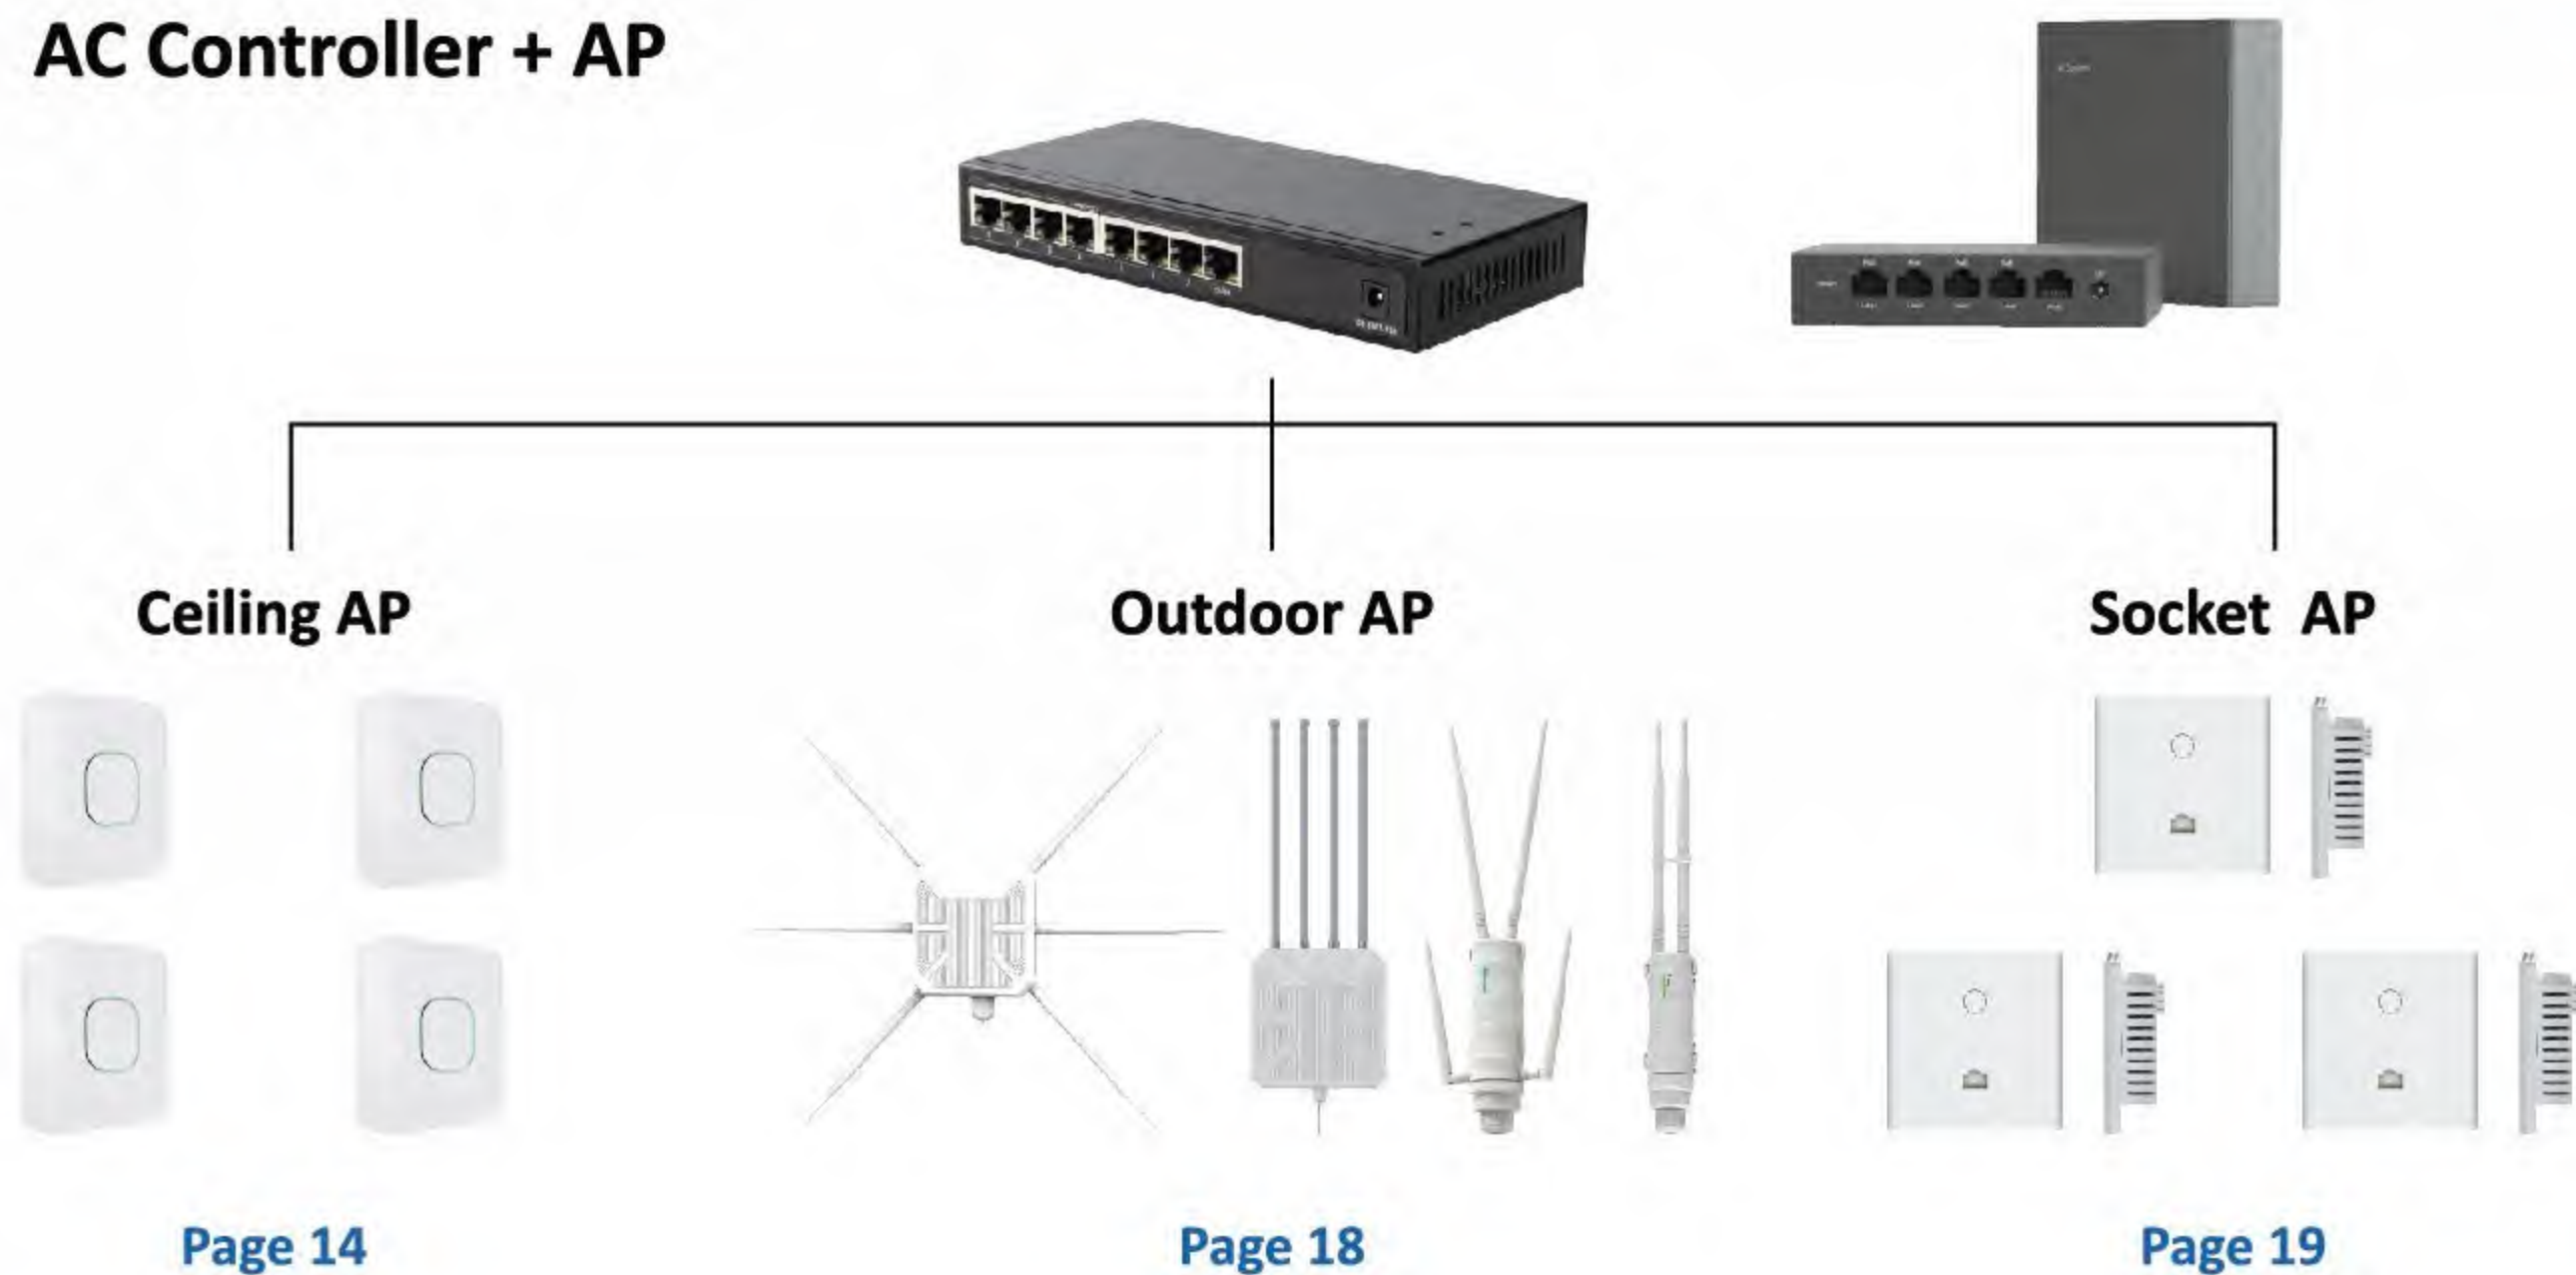 AC Controller + AP
Ceiling AP
Outdoor AP
Socket AP
Page 14
Page 18
Page 19